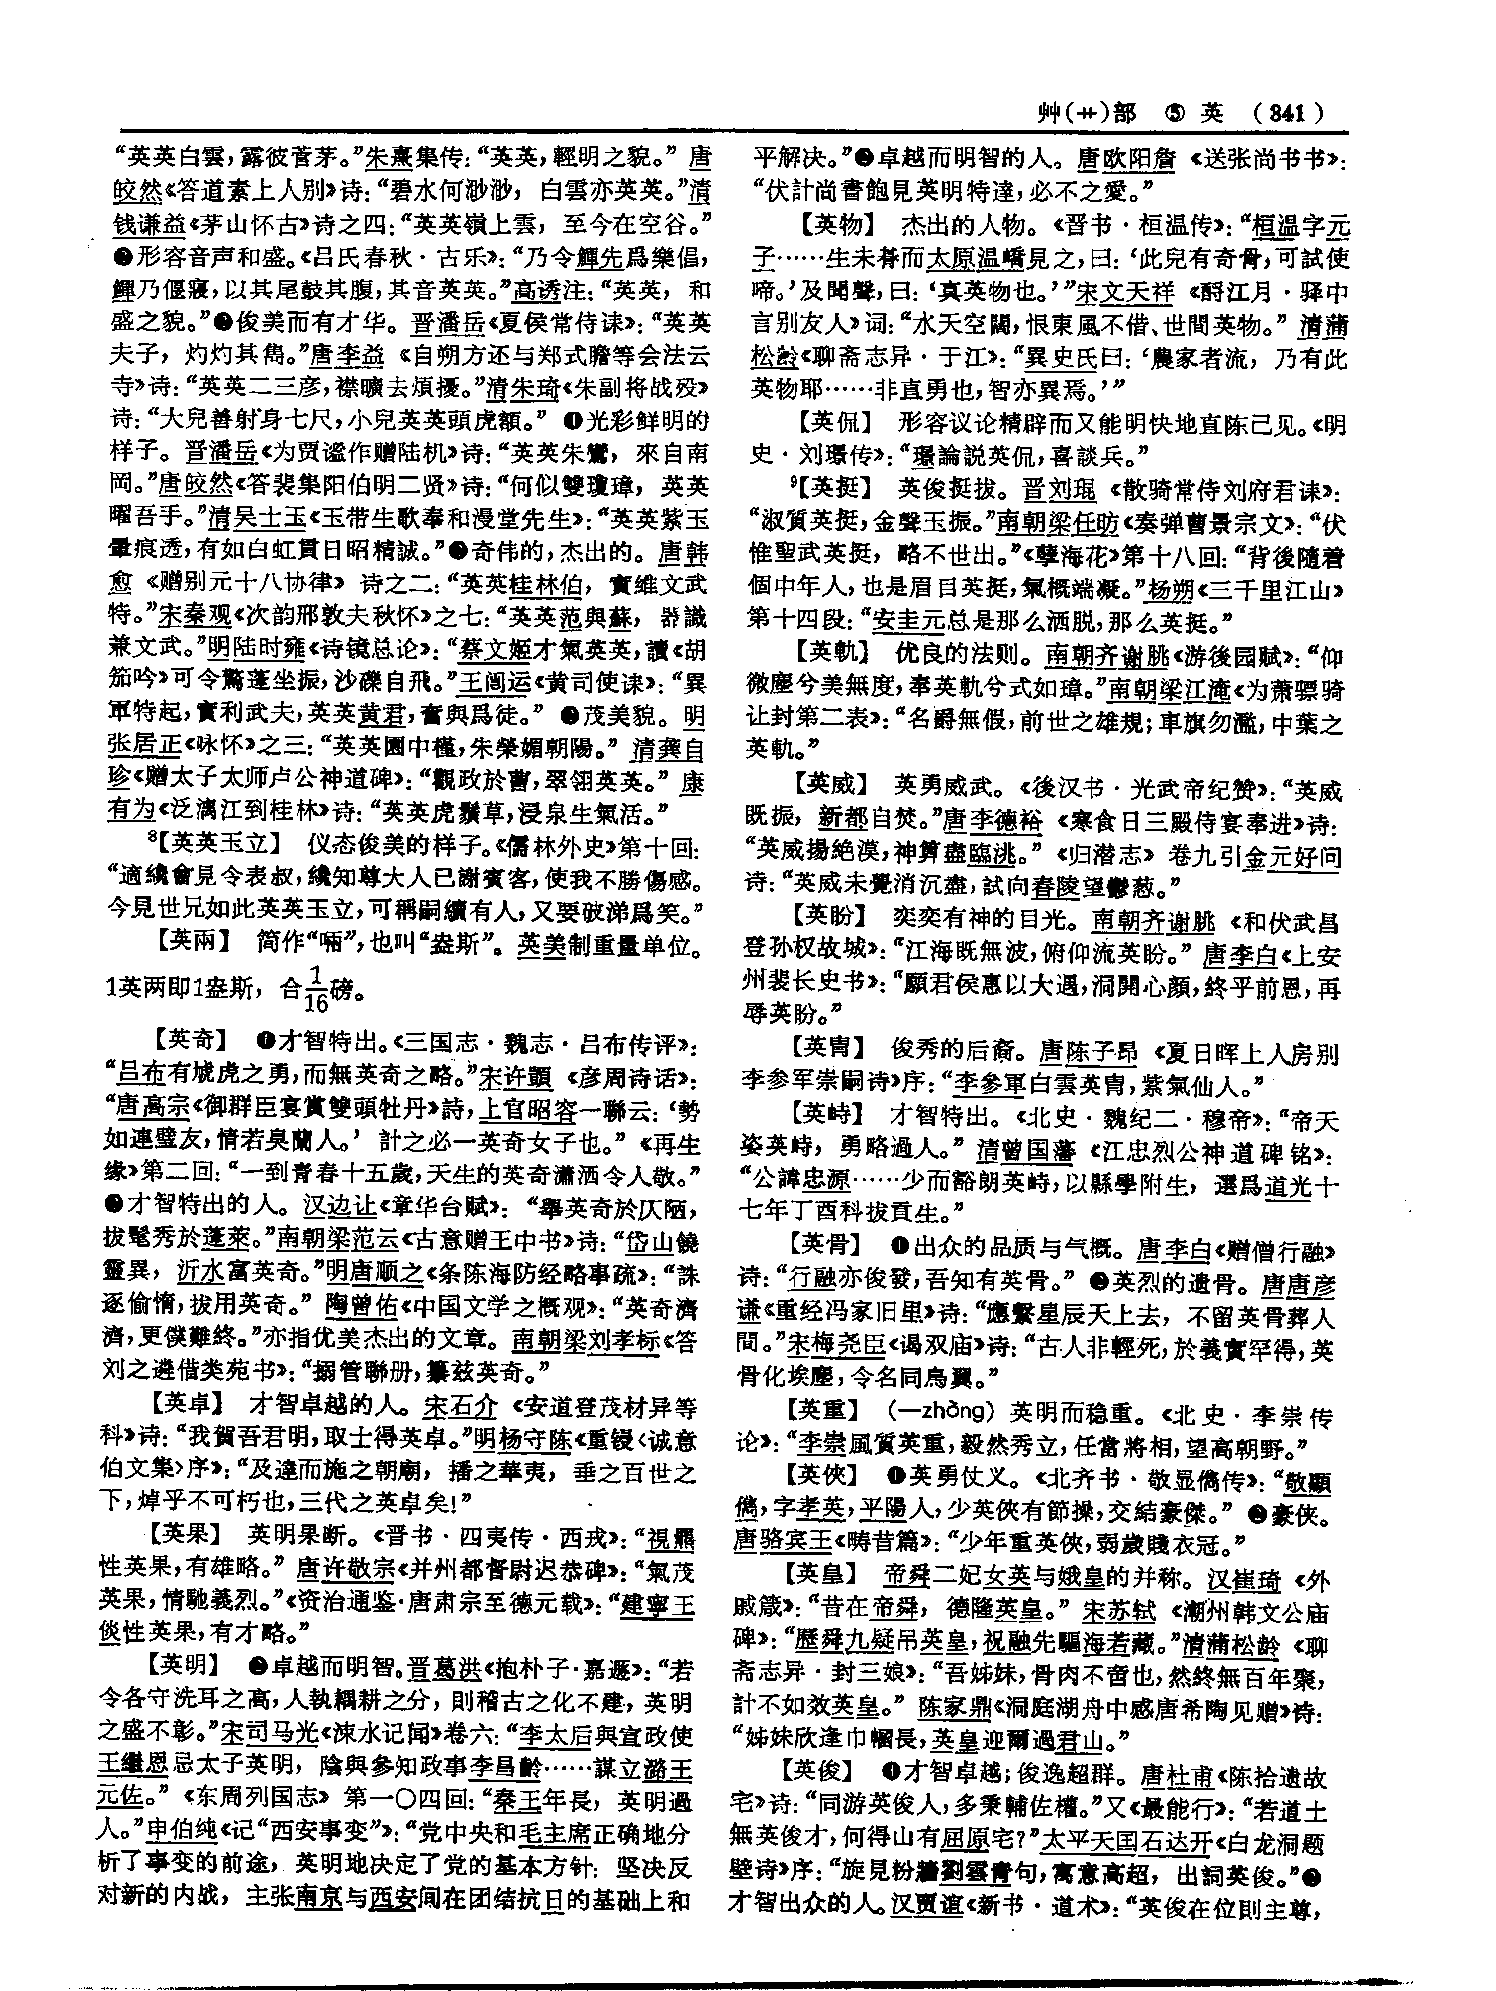 艸(艹)部 ⑤ 英 (341)
“英英白雲，露彼菅茅。”朱熹集传：“英英，輕明之貌。” 唐
皎然《答道素上人别》诗：“碧水何渺渺， 白雲亦英英。”清
钱谦益《茅山怀古》诗之四：“英英嶺上雲， 至今在空谷。”
❷形容音声和盛。《吕氏春秋·古乐》：“乃令鱓先爲樂倡，
鱓乃偃寢，以其尾鼓其腹，其音英英。”高诱注：“英英， 和
盛之貌。”❸俊美而有才华。 晋潘岳《夏侯常侍诔》：“英英
夫子， 灼灼其雋。”唐李益 《自朔方还与郑式瞻等会法云
寺》诗：“英英二三彦，襟曠去煩擾。”清朱琦《朱副将战殁》
诗：“大兒善射身七尺，小兒英英頭虎額。” ❹光彩鲜明的
样子。 晋潘岳《为贾谧作赠陆机》诗：“英英朱鸞， 來自南
岡。”唐皎然《答裴集阳伯明二贤》诗：“何似雙瓊璋， 英英
曜吾手。”清吴士玉《玉带生歌奉和漫堂先生》：“英英紫玉
暈痕透，有如白虹貫日昭精誠。”❺奇伟的，杰出的。 唐韩
愈 《赠别元十八协律》 诗之二：“英英桂林伯， 實維文武
特。”宋秦观《次韵邢敦夫秋怀》之七：“英英范與蘇， 器識
兼文武。”明陆时雍《诗镜总论》：“蔡文姬才氣英英，讀《胡
笳吟》可令驚蓬坐振，沙礫自飛。”王闿运《黄司使诔》：“異
軍特起，實利武夫，英英黄君，奮與爲徒。” ❻茂美貌。 明
张居正《咏怀》之三：“英英園中槿，朱榮媚朝陽。” 清龚自
珍《赠太子太师卢公神道碑》：“觀政於曹，翠翎英英。” 康
有为《泛漓江到桂林》诗：“英英虎鬚草，浸泉生氣活。”
⁸【英英玉立】 仪态俊美的样子。《儒林外史》第十回：
“適纔會見令表叔，纔知尊大人已謝賓客，使我不勝傷感。
今見世兄如此英英玉立，可稱嗣續有人，又要破涕爲笑。”
【英兩】 简作“啢”，也叫“盎斯”。英美制重量单位。
1英两即1盎斯， 合1/16磅。
【英奇】 ❶才智特出。《三国志·魏志·吕布传评》：
“吕布有虓虎之勇，而無英奇之略。”宋许顗 《彦周诗话》：
“唐高宗《御群臣宴賞雙頭牡丹》詩，上官昭容一聯云：‘勢
如連璧友，情若臭蘭人。’ 計之必一英奇女子也。” 《再生
缘》第二回：“一到青春十五歲，天生的英奇瀟洒令人敬。”
❷才智特出的人。 汉边让《章华台赋》： “舉英奇於仄陋，
拔髦秀於蓬萊。”南朝梁范云《古意赠王中书》诗：“岱山饒
靈異， 沂水富英奇。”明唐顺之《条陈海防经略事疏》：“誅
逐偷惰，拔用英奇。” 陶曾佑《中国文学之概观》：“英奇濟
濟，更僕難終。”亦指优美杰出的文章。 南朝梁刘孝标《答
刘之遴借类苑书》：“搦管聯册，纂兹英奇。”
【英卓】 才智卓越的人。 宋石介 《安道登茂材异等
科》诗：“我賀吾君明，取士得英卓。”明杨守陈《重锓〈诚意
伯文集〉序》：“及達而施之朝廟， 播之華夷， 垂之百世之
下，焯乎不可朽也，三代之英卓矣！”
【英果】 英明果断。《晋书·四夷传·西戎》：“視羆
性英果，有雄略。” 唐许敬宗《并州都督尉迟恭碑》：“氣茂
英果，情馳義烈。”《资治通鉴·唐肃宗至德元载》：“建寧王
倓性英果，有才略。”
【英明】 ❷卓越而明智。晋葛洪《抱朴子·嘉遯》：“若
令各守洗耳之高，人執耦耕之分， 則稽古之化不建， 英明
之盛不彰。”宋司马光《涑水记闻》卷六：“李太后與宣政使
王繼恩忌太子英明， 陰與參知政事李昌齡……謀立潞王
元佐。” 《东周列国志》 第一〇四回：“秦王年長， 英明過
人。”申伯纯《记“西安事变”》：“党中央和毛主席正确地分
析了事变的前途， 英明地决定了党的基本方针： 坚决反
对新的内战， 主张南京与西安间在团结抗日的基础上和
平解决。”❸卓越而明智的人。 唐欧阳詹 《送张尚书书》：
“伏計尚書飽見英明特達，必不之愛。”
【英物】 杰出的人物。《晋书·桓温传》：“桓温字元
子……生未朞而太原温嶠見之，曰：‘此兒有奇骨，可試使
啼。’及聞聲，曰：‘真英物也。’”宋文天祥 《酹江月·驿中
言别友人》词：“水天空闊，恨東風不借、世間英物。” 清蒲
松龄《聊斋志异·于江》：“異史氏曰：‘農家者流， 乃有此
英物耶……非直勇也，智亦異焉。’”
【英侃】 形容议论精辟而又能明快地直陈己见。《明
史·刘璟传》：“璟論説英侃，喜談兵。”
⁹【英挺】 英俊挺拔。 晋刘琨 《散骑常侍刘府君诔》：
“淑質英挺，金聲玉振。”南朝梁任昉《奏弹曹景宗文》：“伏
惟聖武英挺， 略不世出。”《孽海花》第十八回：“背後隨着
個中年人，也是眉目英挺，氣概端凝。”杨朔《三千里江山》
第十四段：“安圭元总是那么洒脱，那么英挺。”
【英軌】 优良的法则。 南朝齐谢朓《游後园赋》：“仰
微塵兮美無度，奉英軌兮式如璋。”南朝梁江淹《为萧骠骑
让封第二表》：“名爵無假，前世之雄規；車旗勿濫，中葉之
英軌。”
【英威】 英勇威武。《後汉书·光武帝纪赞》：“英威
既振， 新都自焚。”唐李德裕 《寒食日三殿侍宴奉进》诗：
“英威揚絶漠，神筭盡臨洮。” 《归潜志》 卷九引金元好问
诗：“英威未覺消沉盡，試向春陵望鬱葱。”
【英盼】 奕奕有神的目光。 南朝齐谢朓 《和伏武昌
登孙权故城》：“江海既無波，俯仰流英盼。” 唐李白《上安
州裴长史书》：“願君侯惠以大遇，洞開心顏，終乎前恩，再
辱英盼。”
【英胄】 俊秀的后裔。 唐陈子昂 《夏日晖上人房别
李参军崇嗣诗》序：“李參軍白雲英胄，紫氣仙人。”
【英峙】 才智特出。《北史·魏纪二·穆帝》：“帝天
姿英峙， 勇略過人。” 清曾国藩 《江忠烈公神道碑铭》：
“公諱忠源……少而豁朗英峙，以縣學附生， 選爲道光十
七年丁酉科拔貢生。”
【英骨】 ❶出众的品质与气概。 唐李白《赠僧行融》
诗：“行融亦俊發，吾知有英骨。” ❷英烈的遗骨。 唐唐彦
谦《重经冯家旧里》诗：“應繫星辰天上去， 不留英骨葬人
間。”宋梅尧臣《谒双庙》诗：“古人非輕死，於義實罕得，英
骨化埃塵，令名同鳥翼。”
【英重】 （—zhòng）英明而稳重。《北史·李崇传
论》：“李崇風質英重，毅然秀立，任當將相，望高朝野。”
【英俠】 ❶英勇仗义。《北齐书·敬显儁传》：“敬顯
儁，字孝英，平陽人，少英俠有節操，交結豪傑。” ❷豪侠。
唐骆宾王《畴昔篇》：“少年重英俠，弱歲賤衣冠。”
【英皇】 帝舜二妃女英与娥皇的并称。 汉崔琦 《外
戚箴》：“昔在帝舜， 德隆英皇。” 宋苏轼 《潮州韩文公庙
碑》：“歷舜九疑弔英皇，祝融先驅海若藏。”清蒲松龄 《聊
斋志异·封三娘》：“吾姊妹，骨肉不啻也，然終無百年聚，
計不如效英皇。” 陈家鼎《洞庭湖舟中感唐希陶见赠》诗：
“姊妹欣逢巾幗長，英皇迎爾過君山。”
【英俊】 ❶才智卓越；俊逸超群。 唐杜甫《陈拾遗故
宅》诗：“同游英俊人，多秉輔佐權。”又《最能行》：“若道土
無英俊才，何得山有屈原宅？”太平天囯石达开《白龙洞题
壁诗》序：“旋見粉牆劉雲青句，寓意高超， 出詞英俊。”❷
才智出众的人。汉贾谊《新书·道术》：“英俊在位則主尊，